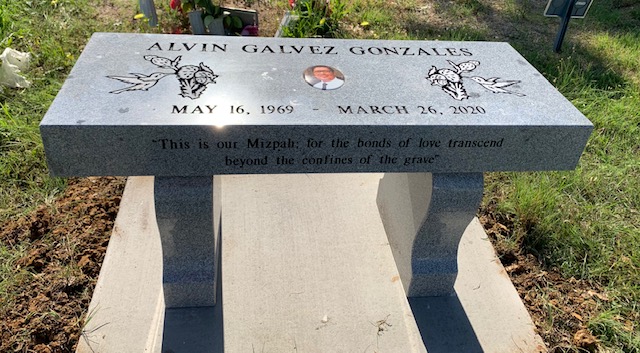 ALVIN GALVEZ GONZALES
MAY 16, 1969 - MARCH 26, 2020
"This is our Mizpah; for the bonds of love transcend
beyond the confines of the grave"